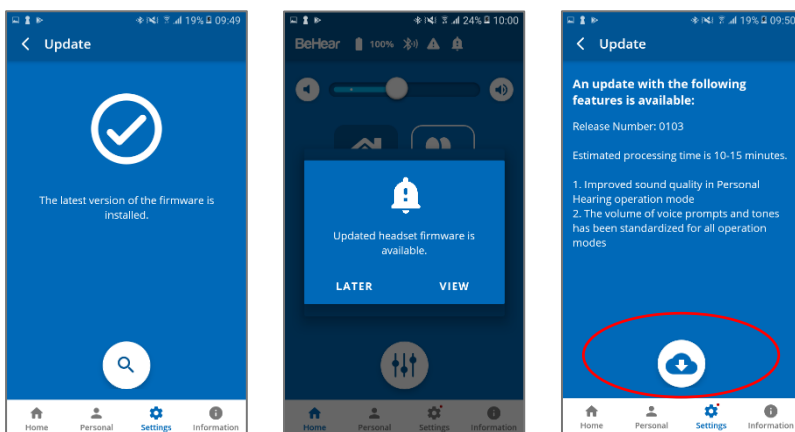 19% 09:49
Update
The latest version of the firmware is
installed.
Home Personal Settings Information
24% 10:00
BeHear 100%
Updated headset firmware is
available.
LATER VIEW
Home Personal Settings Information
19% 09:50
Update
An update with the following
features is available:
Release Number: 0103
Estimated processing time is 10-15 minutes.
1. Improved sound quality in Personal
Hearing operation mode
2. The volume of voice prompts and tones
has been standardized for all operation
modes
Home Personal Settings Information